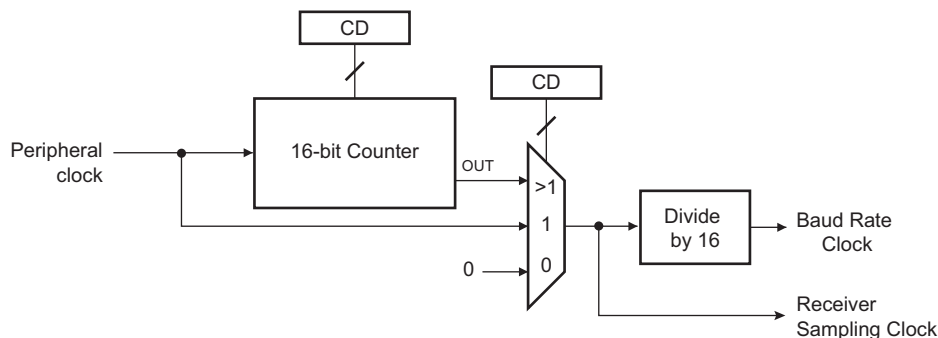 CD
CD
Peripheral
clock
16-bit Counter
OUT
>1
1
0
0
Divide
by 16
Baud Rate
Clock
Receiver
Sampling Clock